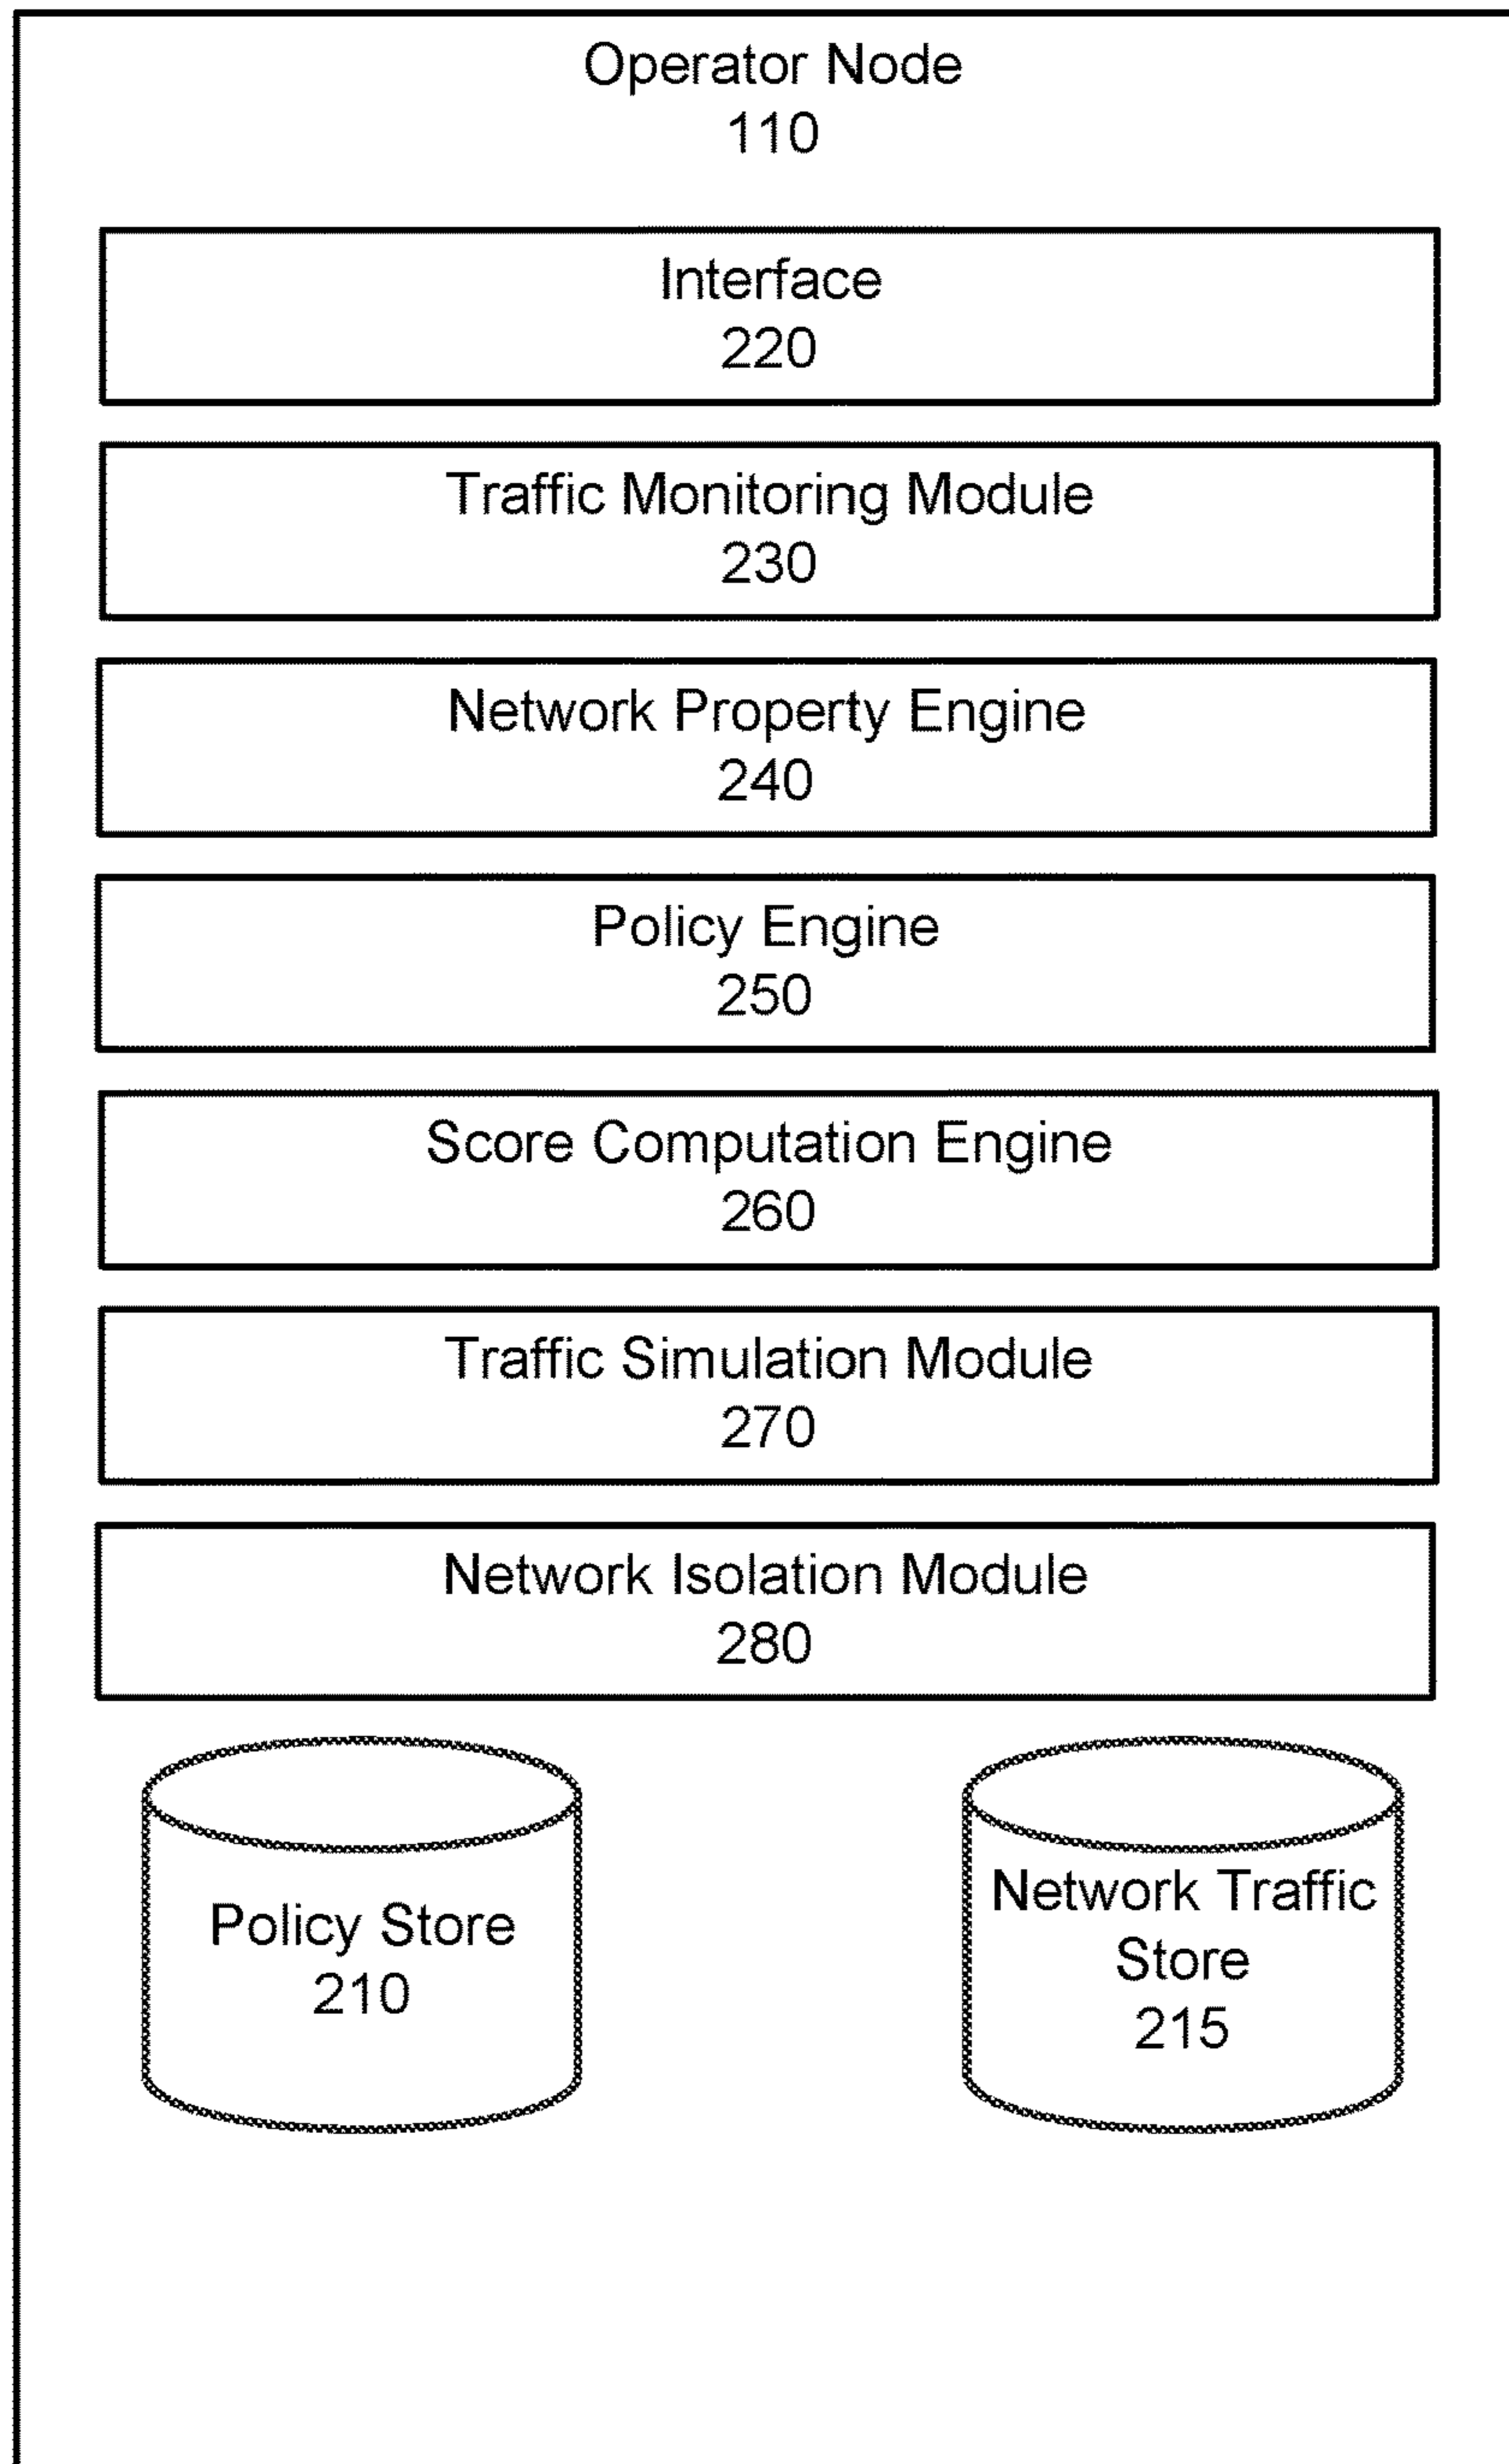 Operator Node
110
Interface
220
Traffic Monitoring Module
230
Network Property Engine
240
Policy Engine
250
Score Computation Engine
260
Traffic Simulation Module
270
Network Isolation Module
280
Policy Store
210
Network Traffic
Store
215